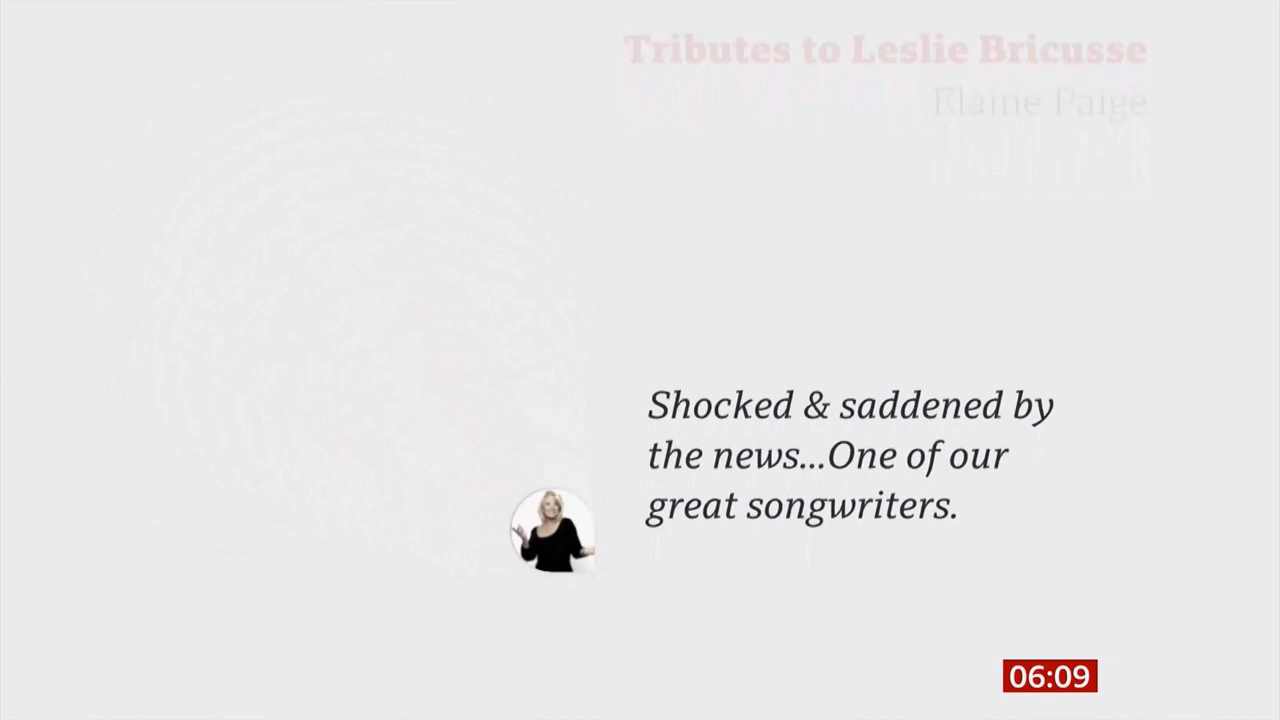 Tributes to Leslie Bricusse
Elaine Paige
Shocked & saddened by
the news...One of our
great songwriters.
06:09